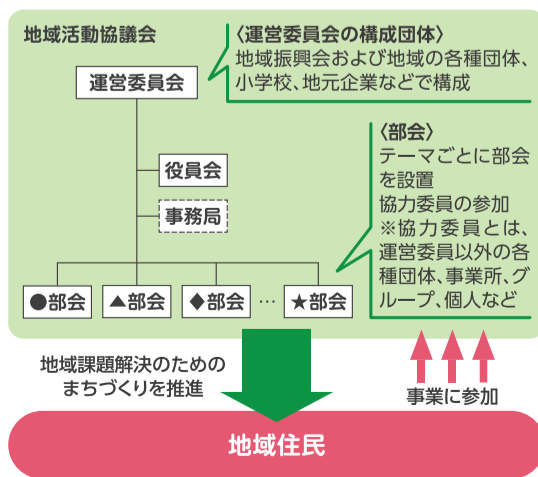 地域活動協議会
運営委員会
〈運営委員会の構成団体〉
地域振興会および地域の各種団体、
小学校、地元企業などで構成
役員会
事務局
〈部会〉
テーマごとに部会
を設置
協力委員の参加
※協力委員とは、
運営委員以外の各
種団体、事業所、グ
ループ、個人など
●部会 ▲部会 ◆部会 … ★部会
地域課題解決のための
まちづくりを推進
事業に参加
地域住民